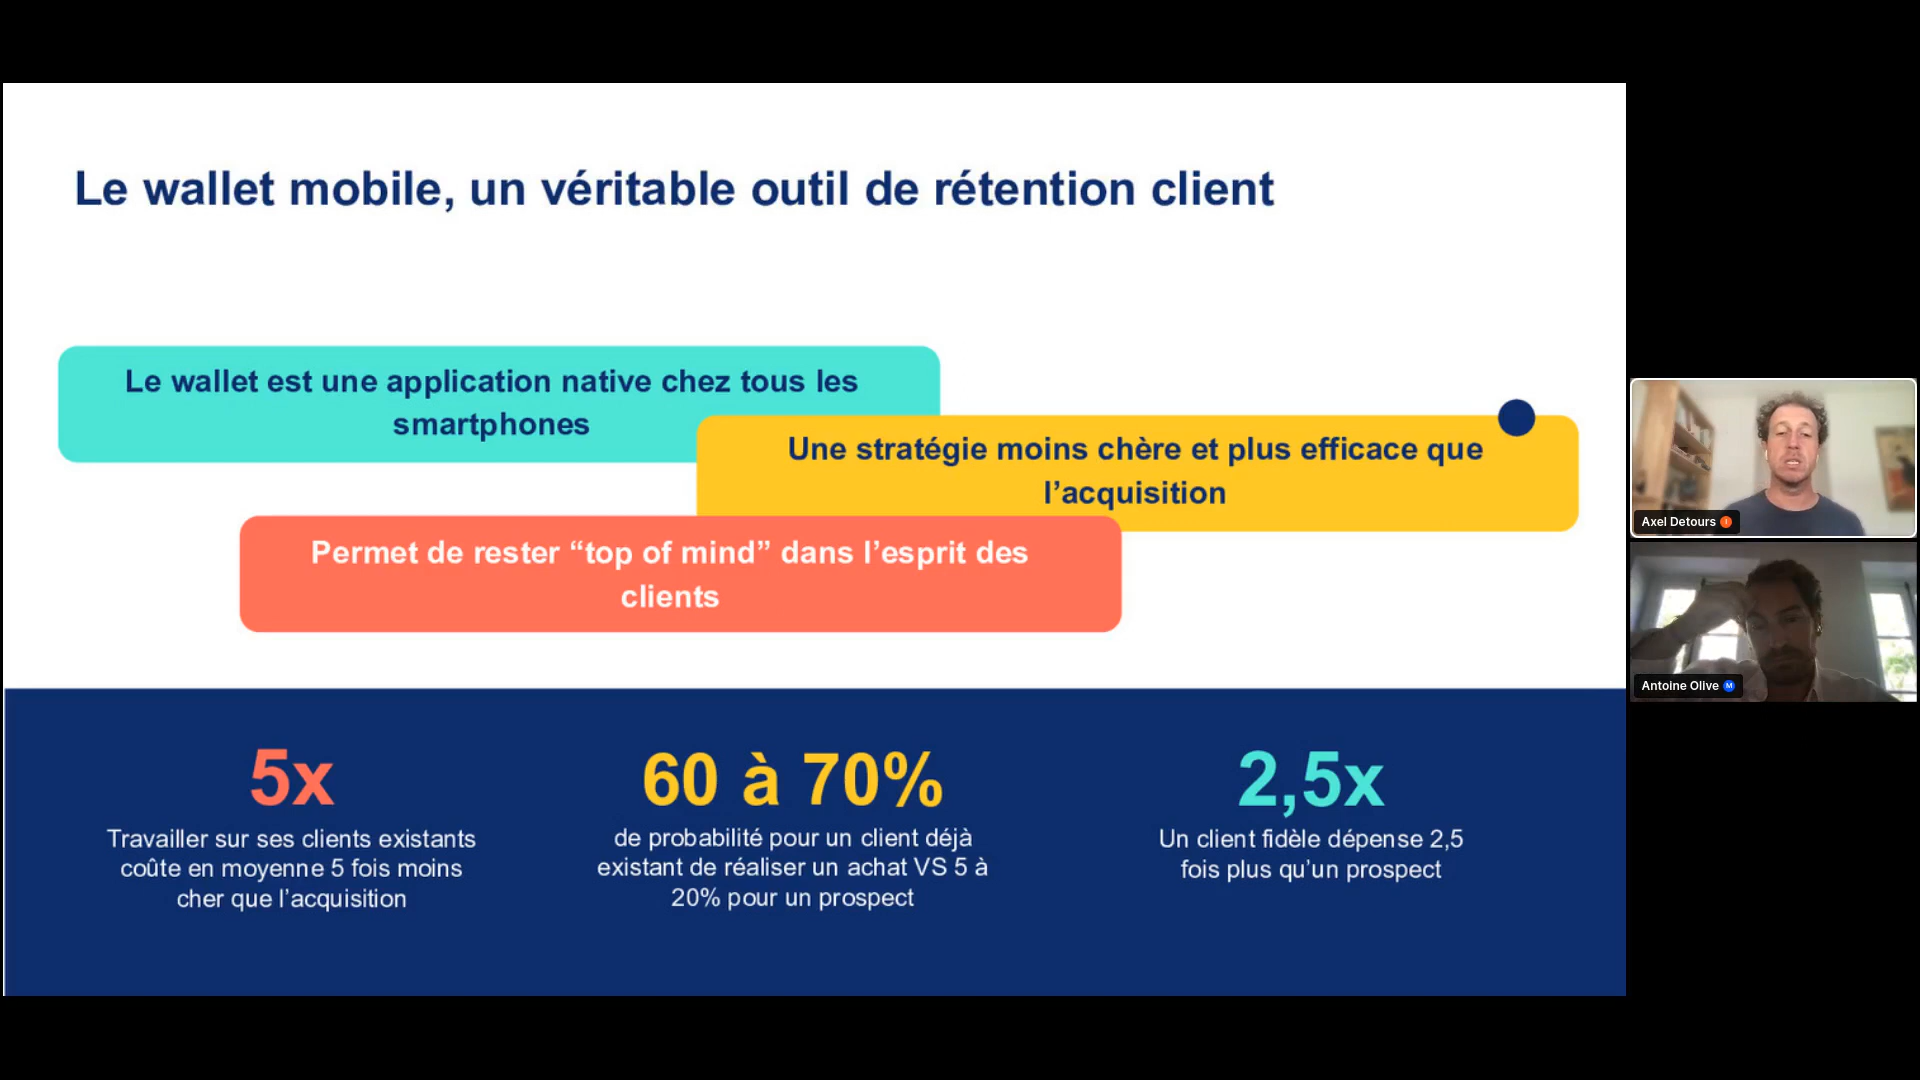 Le wallet mobile, un véritable outil de rétention client
Le wallet est une application native chez tous les
smartphones
Une stratégie moins chère et plus efficace que
l’acquisition
Permet de rester “top of mind” dans l’esprit des
clients
5x
Travailler sur ses clients existants
coûte en moyenne 5 fois moins
cher que l’acquisition
60 à 70%
de probabilité pour un client déjà
existant de réaliser un achat VS 5 à
20% pour un prospect
2,5x
Un client fidèle dépense 2,5
fois plus qu’un prospect
Axel Detours I
Antoine Olive M